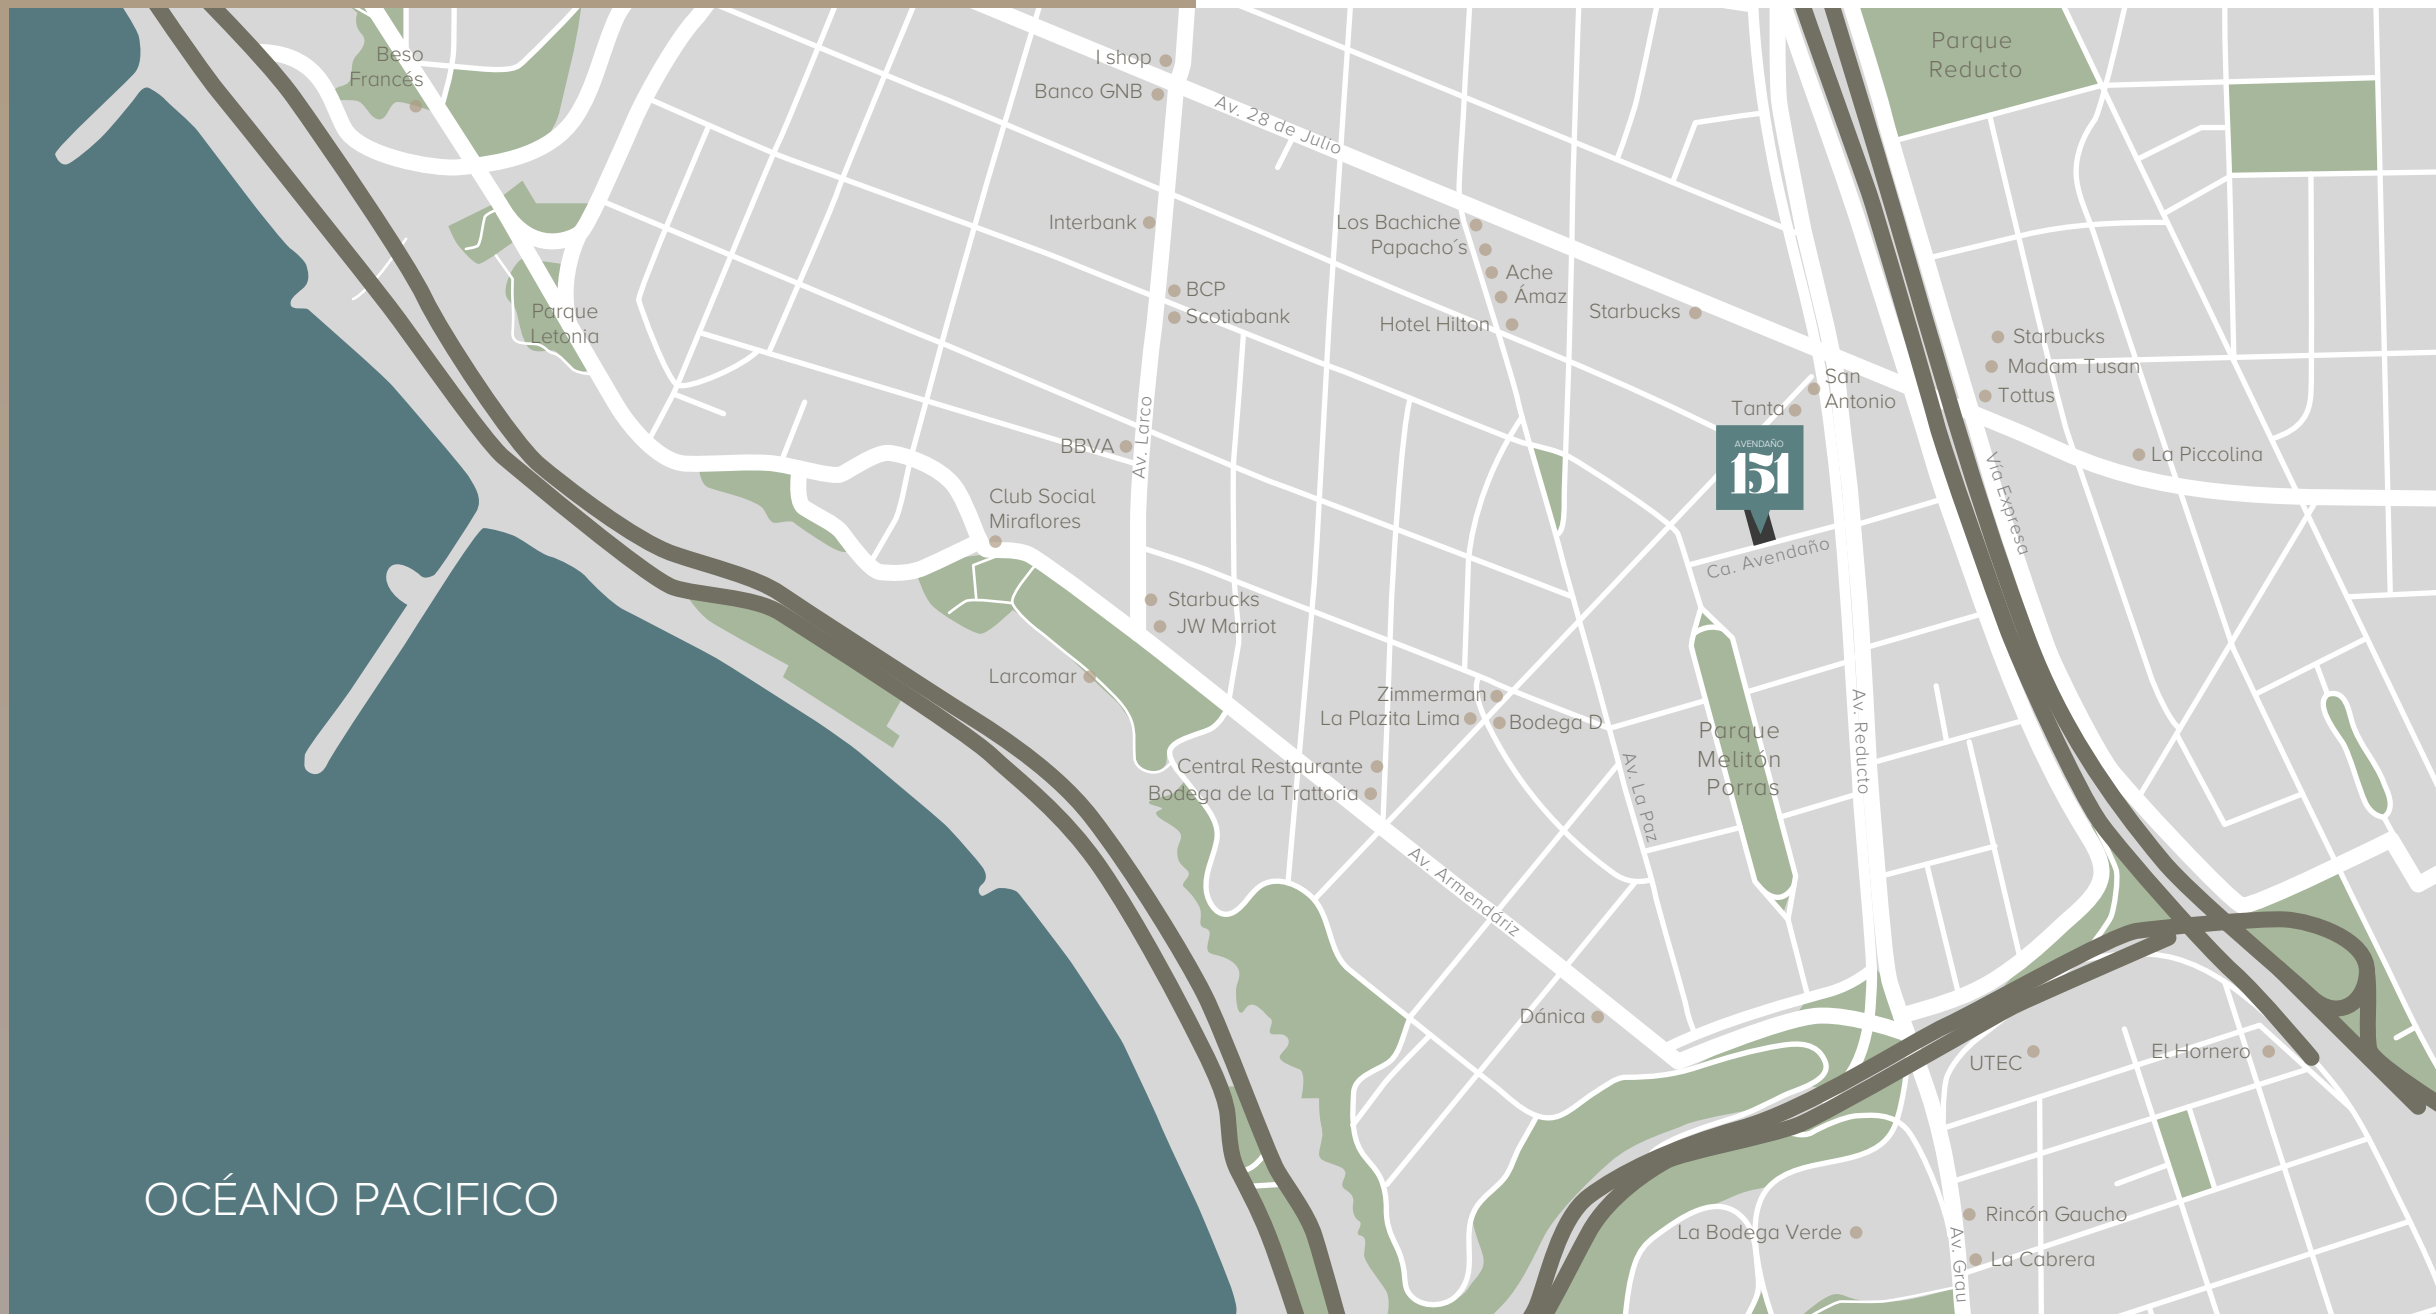 Beso
Francés
I shop
Banco GNB
Av. 28 de Julio
Parque
Reducto
Interbank
Los Bachiche
Papacho´s
Ache
Ámaz
Hotel Hilton
Starbucks
BCP
Scotiabank
Parque
Letonia
Starbucks
Madam Tusan
Tottus
San
Antonio
Tanta
Av. Larco
BBVA
AVENDAÑO
151
La Piccolina
Vía Expresa
Club Social
Miraflores
Ca. Avendaño
Starbucks
JW Marriot
Larcomar
Zimmerman
La Plazita Lima
Bodega D
Parque
Melitón
Porras
Av. Reducto
Central Restaurante
Bodega de la Trattoria
Av. La Paz
Av. Armendáriz
Dánica
UTEC
El Hornero
OCÉANO PACIFICO
La Bodega Verde
Rincón Gaucho
La Cabrera
Av. Grau